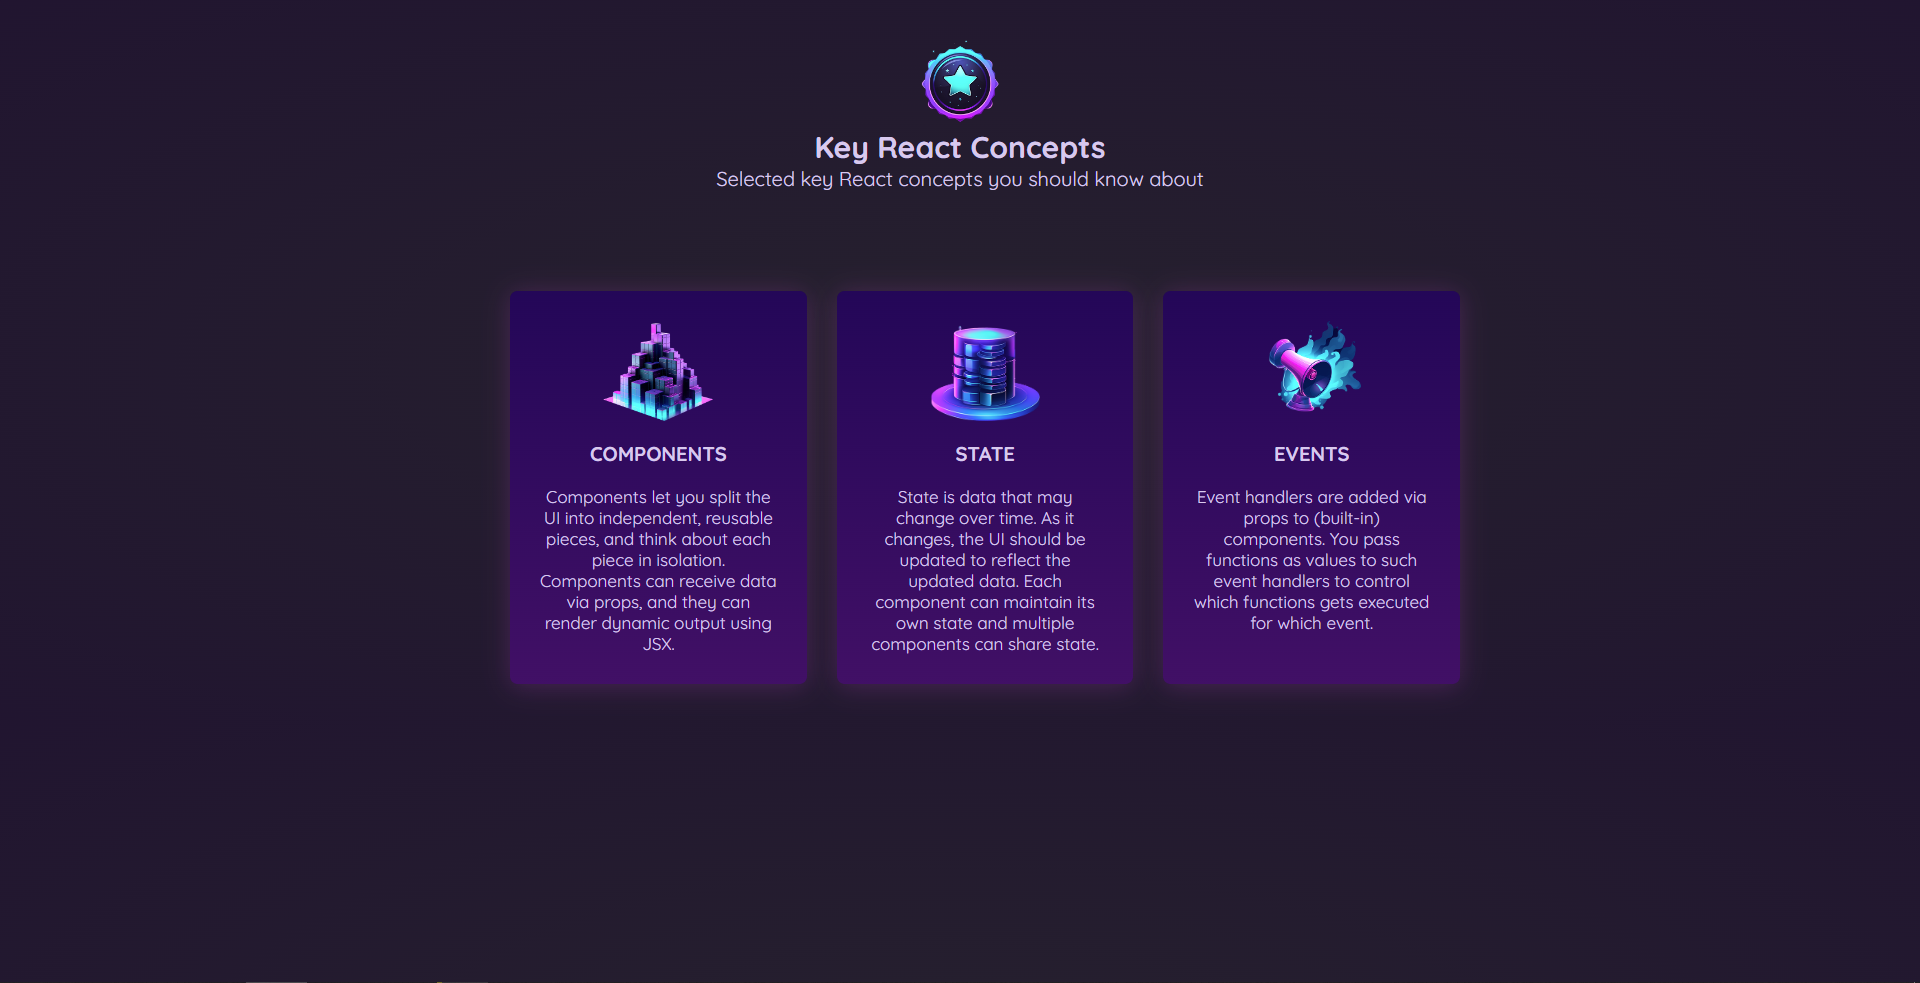 Key React Concepts
Selected key React concepts you should know about
COMPONENTS
Components let you split the
UI into independent, reusable
pieces, and think about each
piece in isolation.
Components can receive data
via props, and they can
render dynamic output using
JSX.
STATE
State is data that may
change over time. As it
changes, the UI should be
updated to reflect the
updated data. Each
component can maintain its
own state and multiple
components can share state.
EVENTS
Event handlers are added via
props to (built-in)
components. You pass
functions as values to such
event handlers to control
which functions gets executed
for which event.